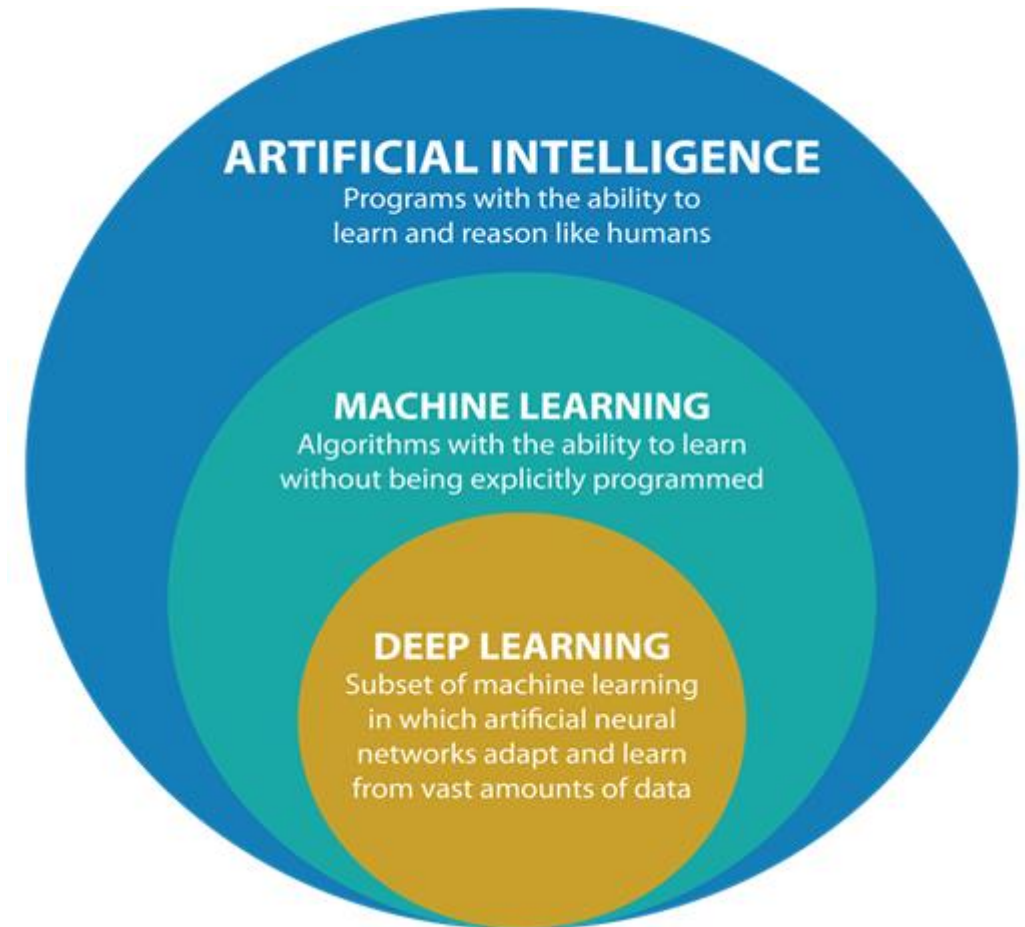 ARTIFICIAL INTELLIGENCE
Programs with the ability to
learn and reason like humans
MACHINE LEARNING
Algorithms with the ability to learn
without being explicitly programmed
DEEP LEARNING
Subset of machine learning
in which artificial neural
networks adapt and learn
from vast amounts of data